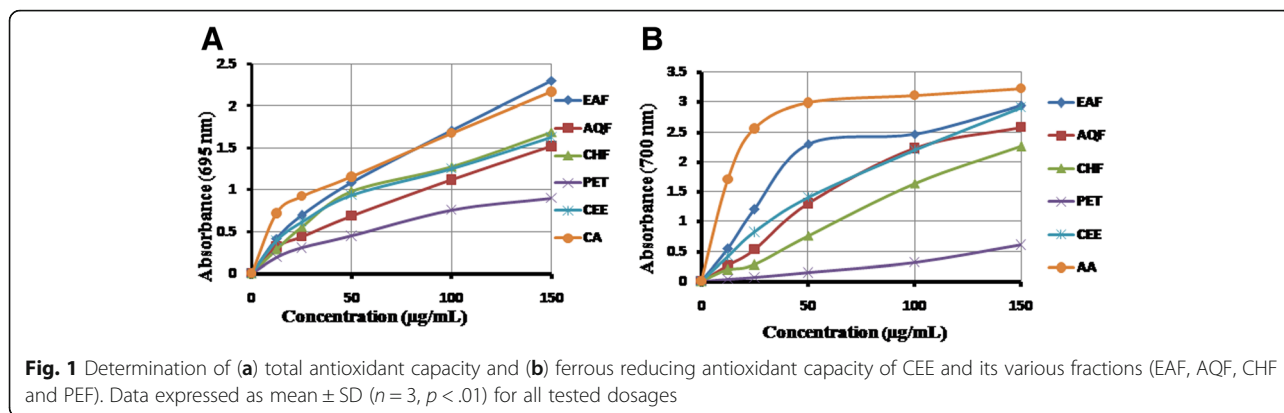 A
Absorbance (695 nm)
2.5
2
1.5
1
0.5
0
0 50 100 150
Concentration (µg/mL)
EAF
AQF
CHF
PET
CEE
CA
B
Absorbance (700 nm)
3.5
3
2.5
2
1.5
1
0.5
0
0 50 100 150
Concentration (µg/mL)
EAF
AQF
CHF
PET
CEE
AA
Fig. 1 Determination of (a) total antioxidant capacity and (b) ferrous reducing antioxidant capacity of CEE and its various fractions (EAF, AQF, CHF
and PEF). Data expressed as mean ± SD (n = 3, p < .01) for all tested dosages